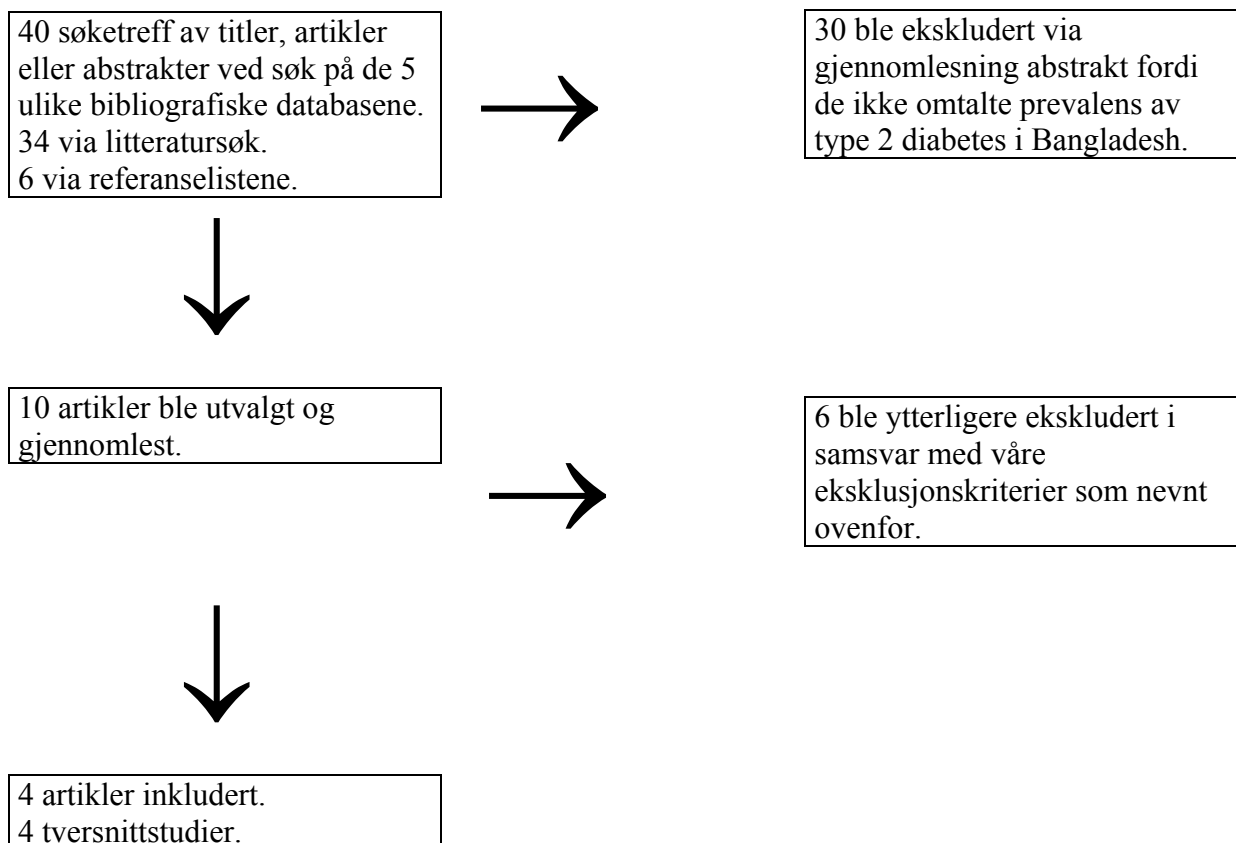 40 søketreff av titler, artikler
eller abstrakter ved søk på de 5
ulike bibliografiske databasene.
34 via litteratursøk.
6 via referanselistene.
30 ble ekskludert via
gjennomlesning abstrakt fordi
de ikke omtalte prevalens av
type 2 diabetes i Bangladesh.
10 artikler ble utvalgt og
gjennomlest.
6 ble ytterligere ekskludert i
samsvar med våre
eksklusjonskriterier som nevnt
ovenfor.
4 artikler inkludert.
4 tversnittstudier.